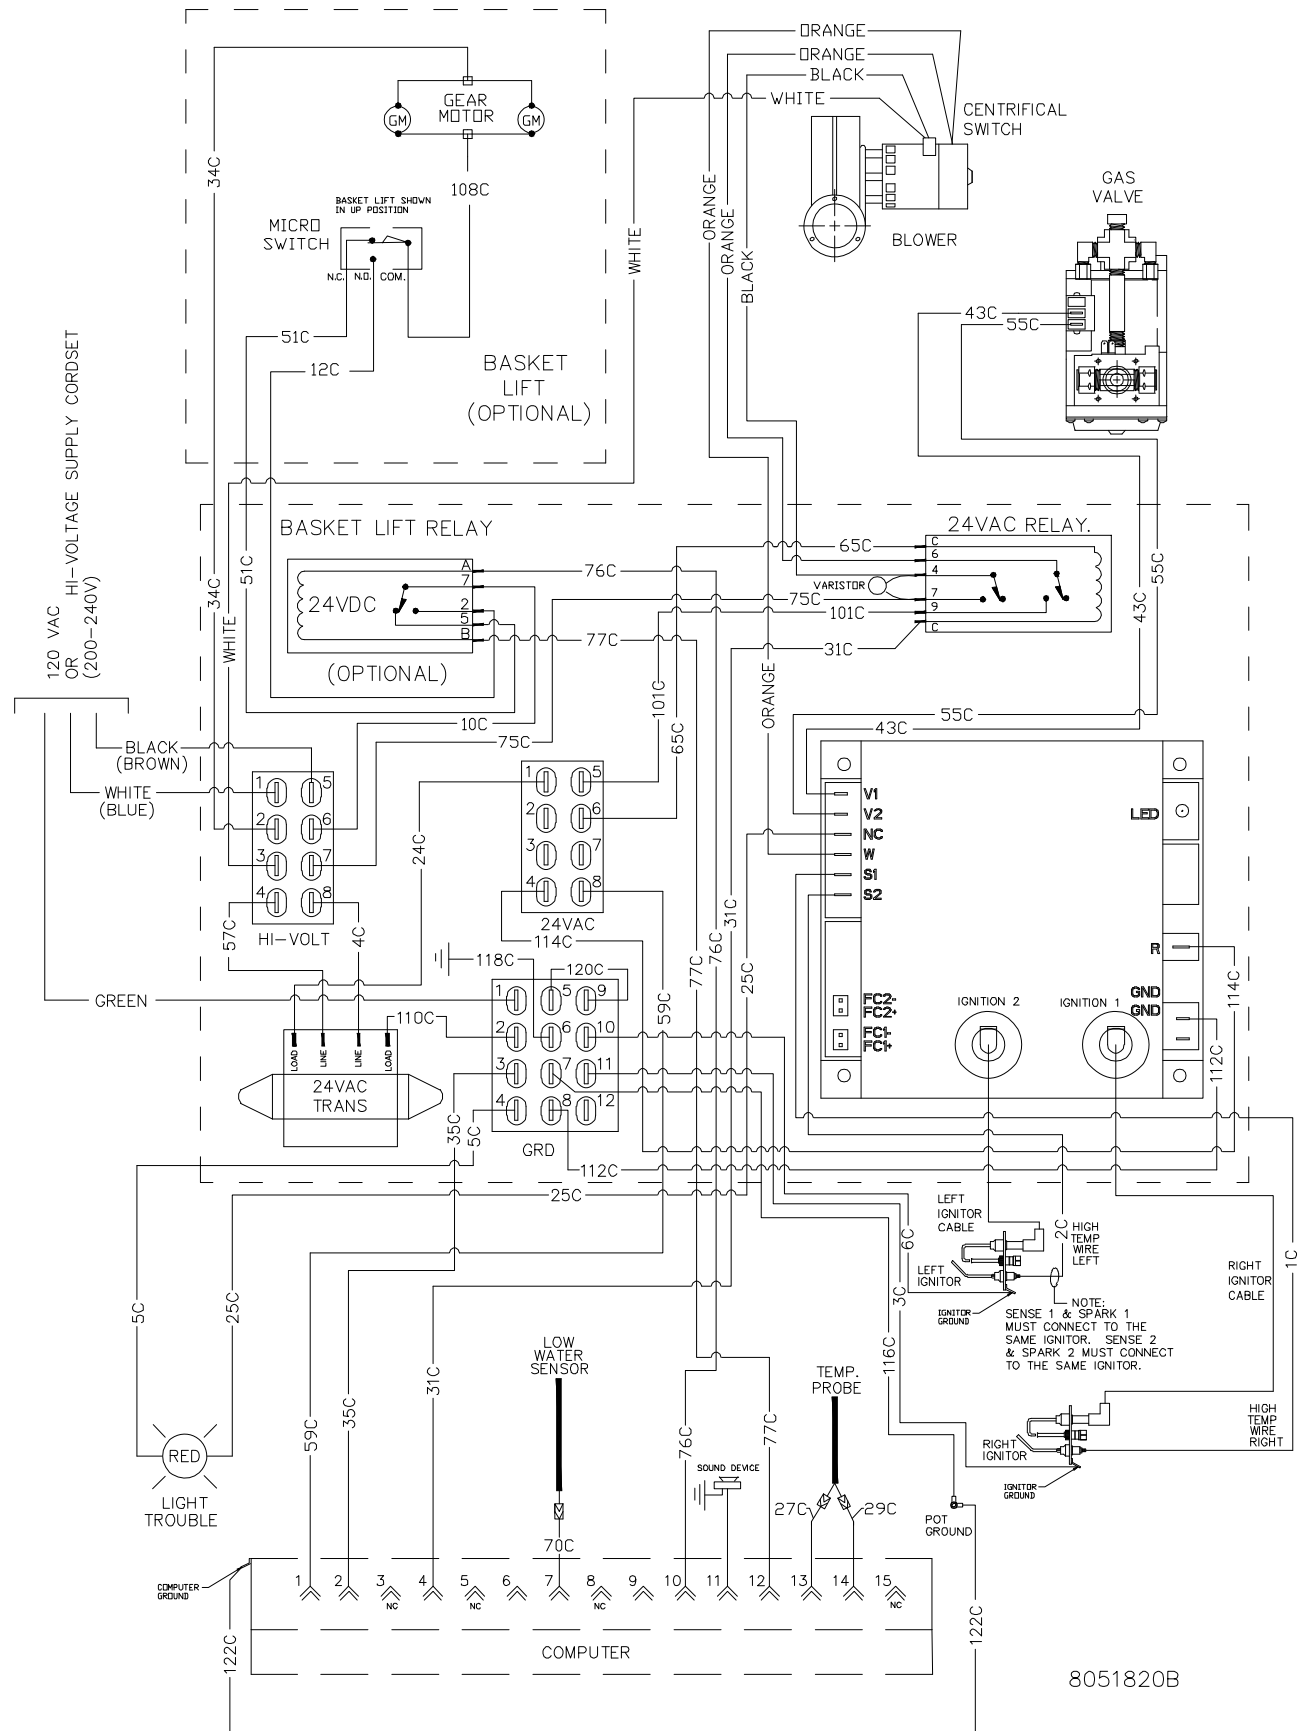 ORANGE
ORANGE
BLACK
WHITE
CENTRIFICAL
SWITCH
GEAR
MOTOR
GM
GM
34C
108C
BASKET LIFT SHOWN
IN UP POSITION
MICRO
SWITCH
N.C.
N.O.
COM.
51C
12C
BASKET
LIFT
(OPTIONAL)
WHITE
ORANGE
ORANGE
BLACK
BLOWER
GAS
VALVE
43C
55C
120 VAC
OR HI-VOLTAGE SUPPLY CORDSET
(200-240V)
BASKET LIFT RELAY
24VDC
A
7
2
5
B
(OPTIONAL)
34C
WHITE
51C
76C
77C
10C
75C
24VAC RELAY.
C
6
4
7
9
C
65C
VARISTOR
75C
101C
31C
101C
65C
ORANGE
43C
55C
55C
43C
BLACK
(BROWN)
WHITE
(BLUE)
1
5
2
6
3
7
4
8
HI-VOLT
57C
4C
24C
1
5
2
6
3
7
4
8
24VAC
114C
118C
120C
GREEN
110C
LOAD
LINE
LINE
LOAD
24VAC
TRANS
1
5
9
2
6
10
3
7
11
4
8
12
GRD
35C
5C
59C
77C
76C
31C
25C
V1
V2
NC
W
S1
S2
LED
R
GND
GND
FC2-
FC2+
FC1-
FC1+
IGNITION 2
IGNITION 1
114C
112C
112C
25C
5C
25C
RED
LIGHT
TROUBLE
59C
35C
31C
LOW
WATER
SENSOR
70C
76C
77C
SOUND DEVICE
TEMP.
PROBE
27C
29C
116C
3C
6C
LEFT
IGNITOR
CABLE
LEFT
IGNITOR
IGNITOR
GROUND
2C
HIGH
TEMP
WIRE
LEFT
NOTE:
SENSE 1 & SPARK 1
MUST CONNECT TO THE
SAME IGNITOR. SENSE 2
& SPARK 2 MUST CONNECT
TO THE SAME IGNITOR.
RIGHT
IGNITOR
CABLE
1C
HIGH
TEMP
WIRE
RIGHT
RIGHT
IGNITOR
IGNITOR
GROUND
POT
GROUND
COMPUTER
GROUND
1
2
3
4
5
6
7
8
9
10
11
12
13
14
15
NC
NC
NC
NC
COMPUTER
122C
122C
8051820B